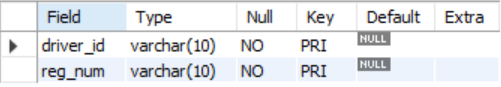 Field Type Null Key Default Extra
driver_id varchar(10) NO PRI NULL
reg_num varchar(10) NO PRI NULL